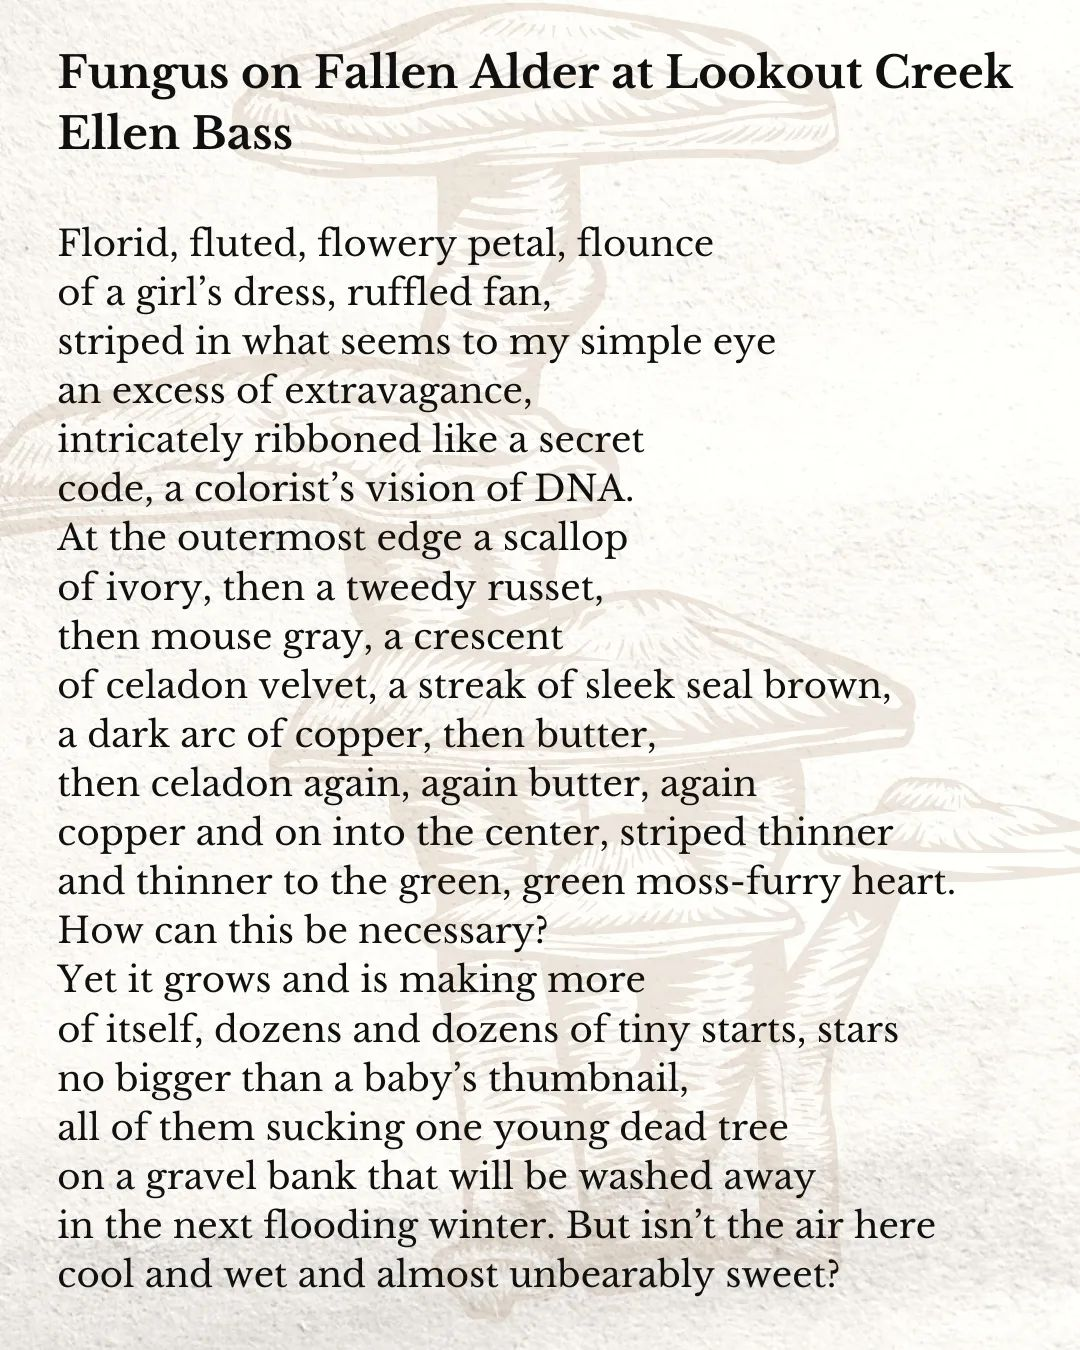 Fungus on Fallen Alder at Lookout Creek
Ellen Bass
Florid, fluted, flowery petal, flounce
of a girl’s dress, ruffled fan,
striped in what seems to my simple eye
an excess of extravagance,
intricately ribboned like a secret
code, a colorist’s vision of DNA.
At the outermost edge a scallop
of ivory, then a tweedy russet,
then mouse gray, a crescent
of celadon velvet, a streak of sleek seal brown,
a dark arc of copper, then butter,
then celadon again, again butter, again
copper and on into the center, striped thinner
and thinner to the green, green moss-furry heart.
How can this be necessary?
Yet it grows and is making more
of itself, dozens and dozens of tiny starts, stars
no bigger than a baby’s thumbnail,
all of them sucking one young dead tree
on a gravel bank that will be washed away
in the next flooding winter. But isn’t the air here
cool and wet and almost unbearably sweet?